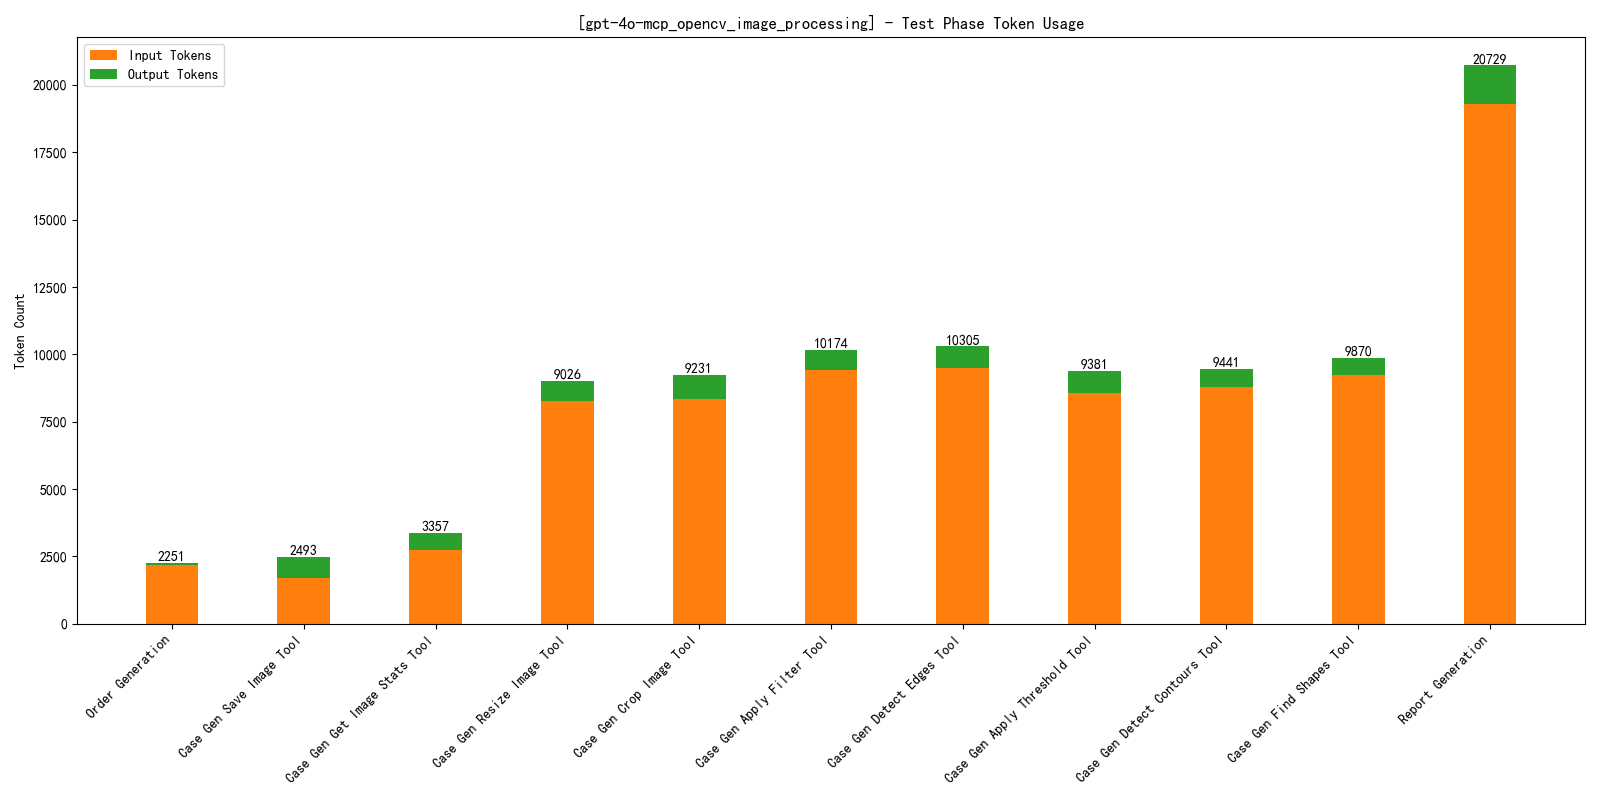 [gpt-4o-mcp_opencv_image_processing] - Test Phase Token Usage
Input Tokens
Output Tokens
Token Count
20000
17500
15000
12500
10000
7500
5000
2500
0
2251
2493
3357
9026
9231
10174
10305
9381
9441
9870
20729
Order Generation
Case Gen Save Image Tool
Case Gen Get Image Stats Tool
Case Gen Resize Image Tool
Case Gen Crop Image Tool
Case Gen Apply Filter Tool
Case Gen Detect Edges Tool
Case Gen Apply Threshold Tool
Case Gen Detect Contours Tool
Case Gen Find Shapes Tool
Report Generation